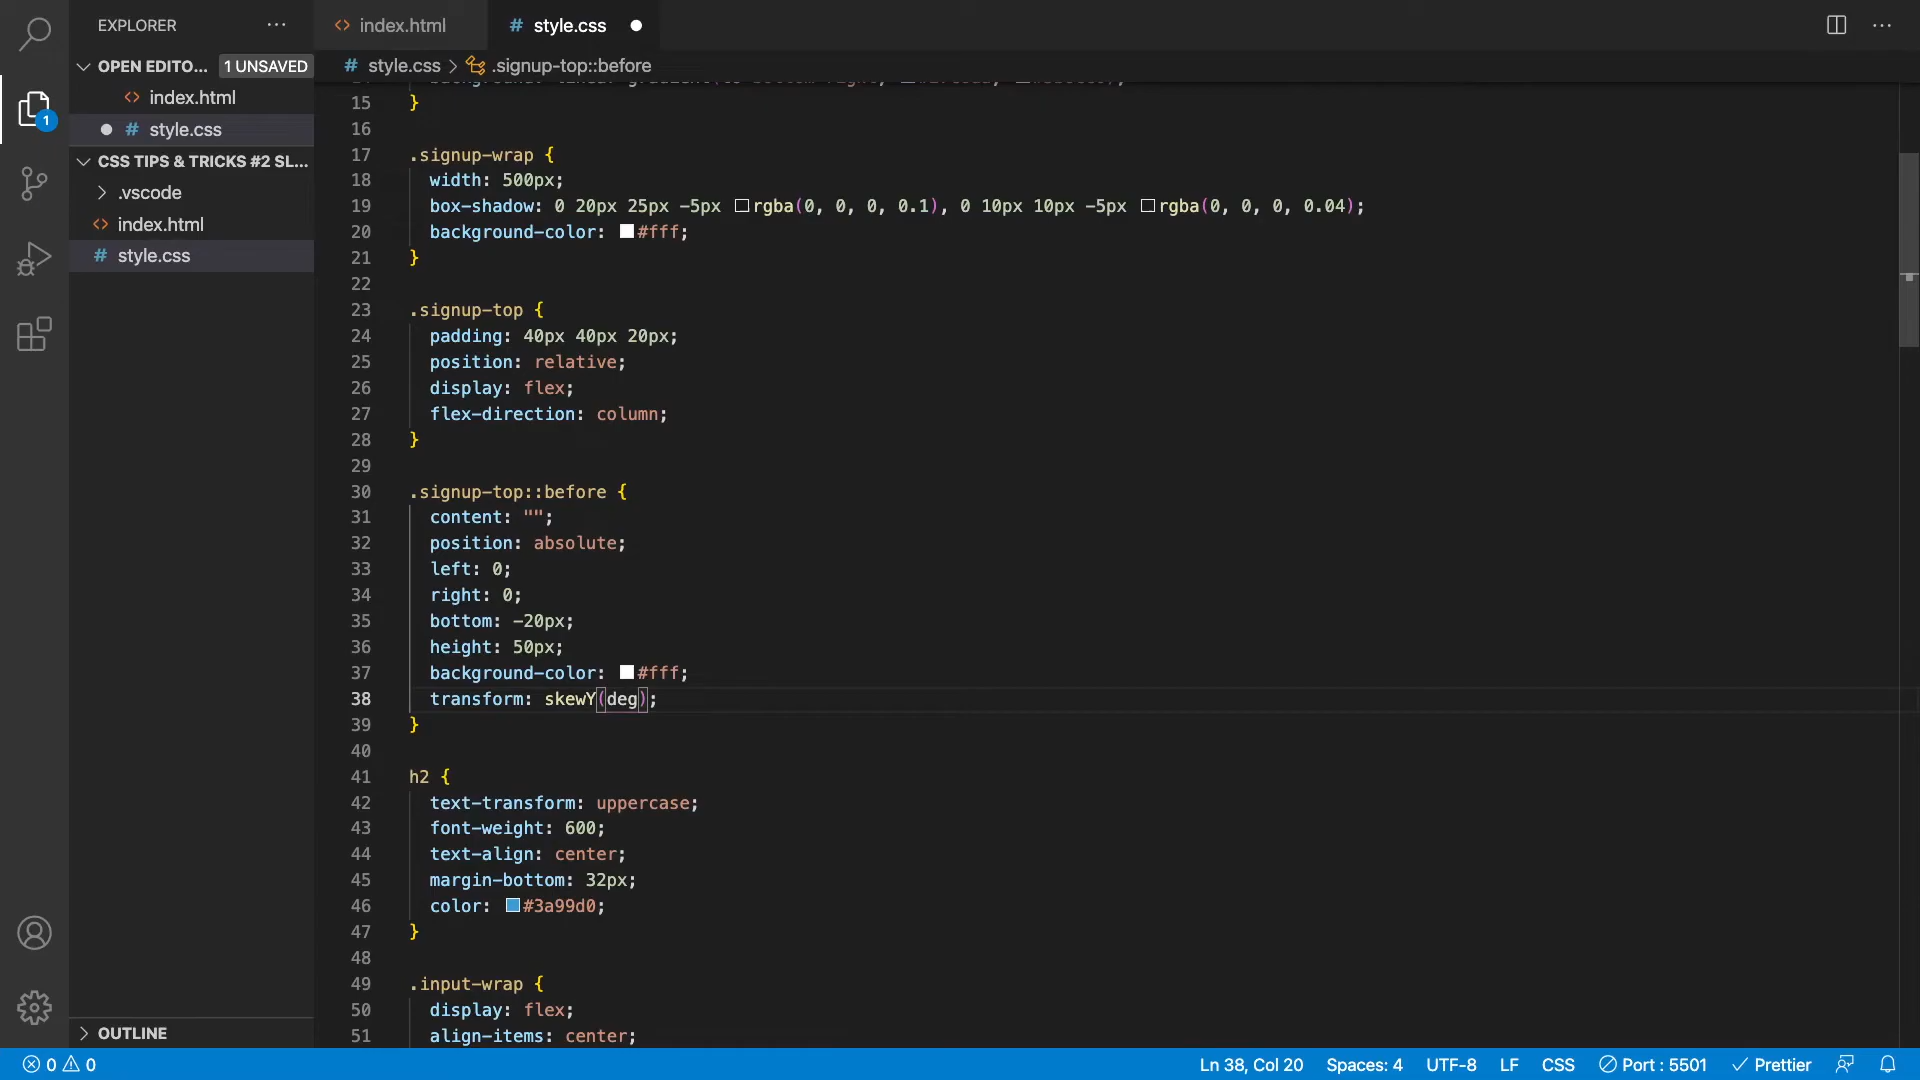 EXPLORER
index.html
style.css
OPEN EDITO...
1 UNSAVED
style.css
.signup-top::before
index.html
1
style.css
CSS TIPS & TRICKS #2 SL...
.vscode
index.html
style.css
15 }
16
17 .signup-wrap {
18 width: 500px;
19 box-shadow: 0 20px 25px -5px rgba(0, 0, 0, 0.1), 0 10px 10px -5px rgba(0, 0, 0, 0.04);
20 background-color: #fff;
21 }
22
23 .signup-top {
24 padding: 40px 40px 20px;
25 position: relative;
26 display: flex;
27 flex-direction: column;
28 }
29
30 .signup-top::before {
31 content: "";
32 position: absolute;
33 left: 0;
34 right: 0;
35 bottom: -20px;
36 height: 50px;
37 background-color: #fff;
38 transform: skewY(deg);
39 }
40
41 h2 {
42 text-transform: uppercase;
43 font-weight: 600;
44 text-align: center;
45 margin-bottom: 32px;
46 color: #3a99d0;
47 }
48
49 .input-wrap {
50 display: flex;
51 align-items: center;
OUTLINE
0 0
Ln 38, Col 20
Spaces: 4
UTF-8
LF
CSS
Port : 5501
Prettier